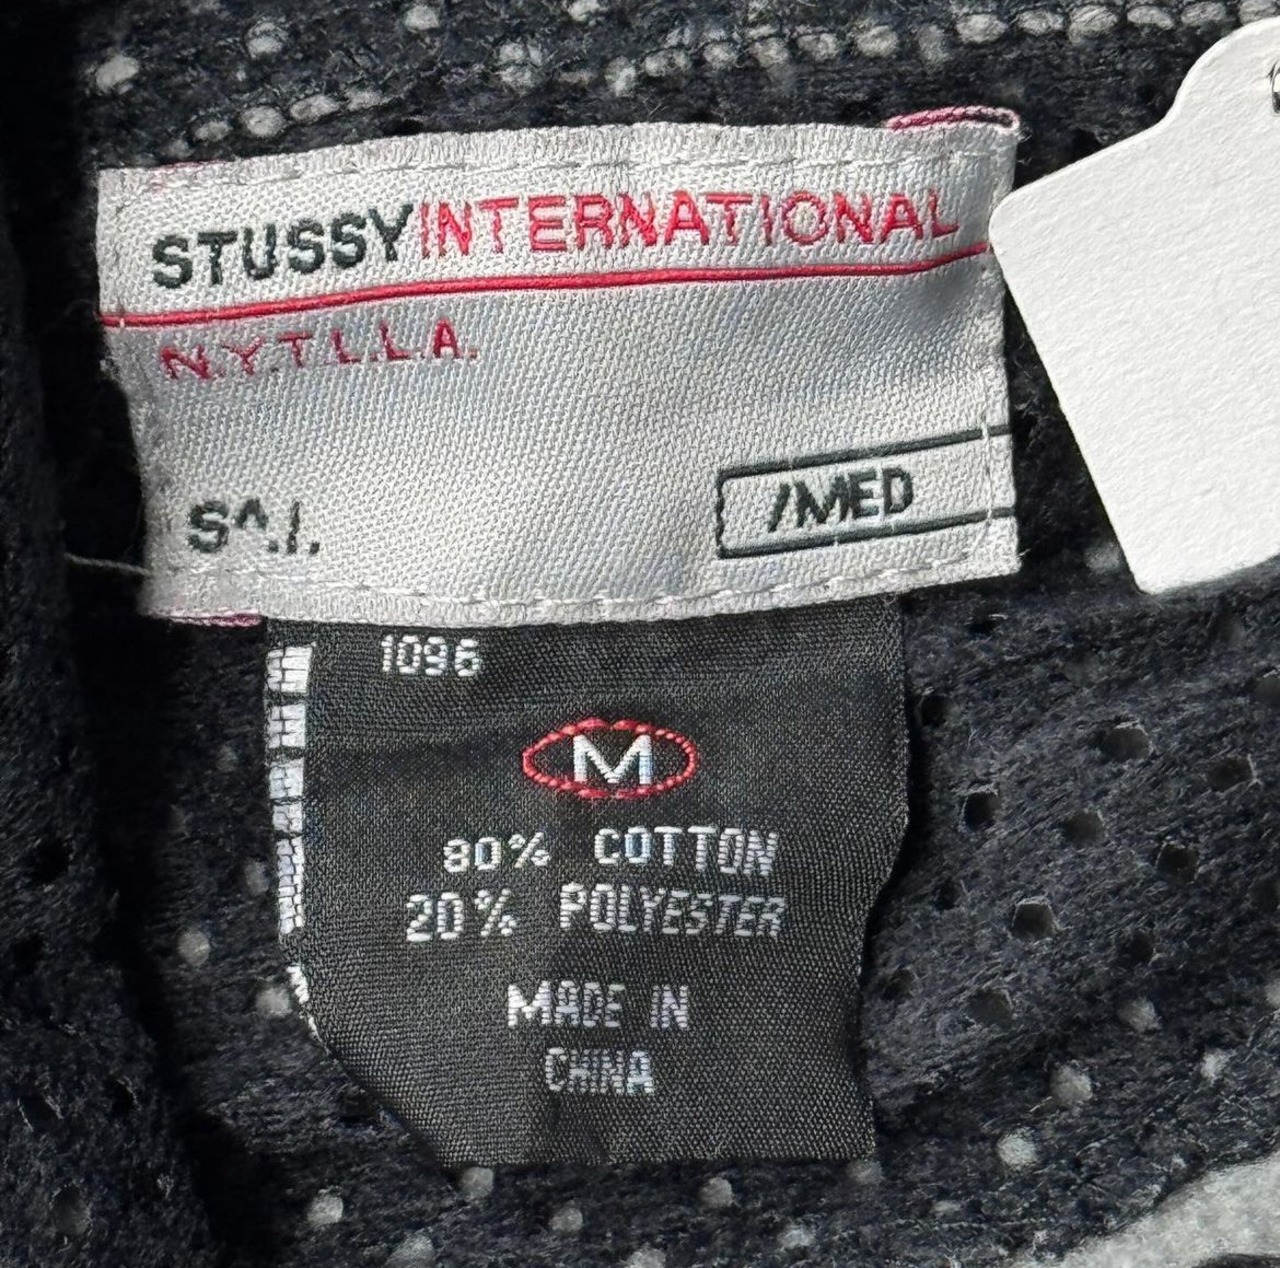 STUSSYINTERNATIONAL
N.Y.T.L.L.A.
S^.I.
/MED
1096
M
80% COTTON
20% POLYESTER
MADE IN
CHINA